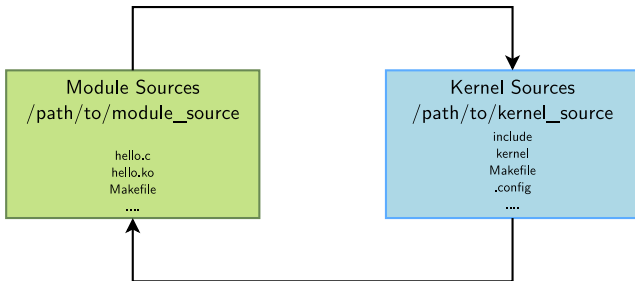 Module Sources
/path/to/module_source
hello.c
hello.ko
Makefile
....
Kernel Sources
/path/to/kernel_source
include
kernel
Makefile
.config
....